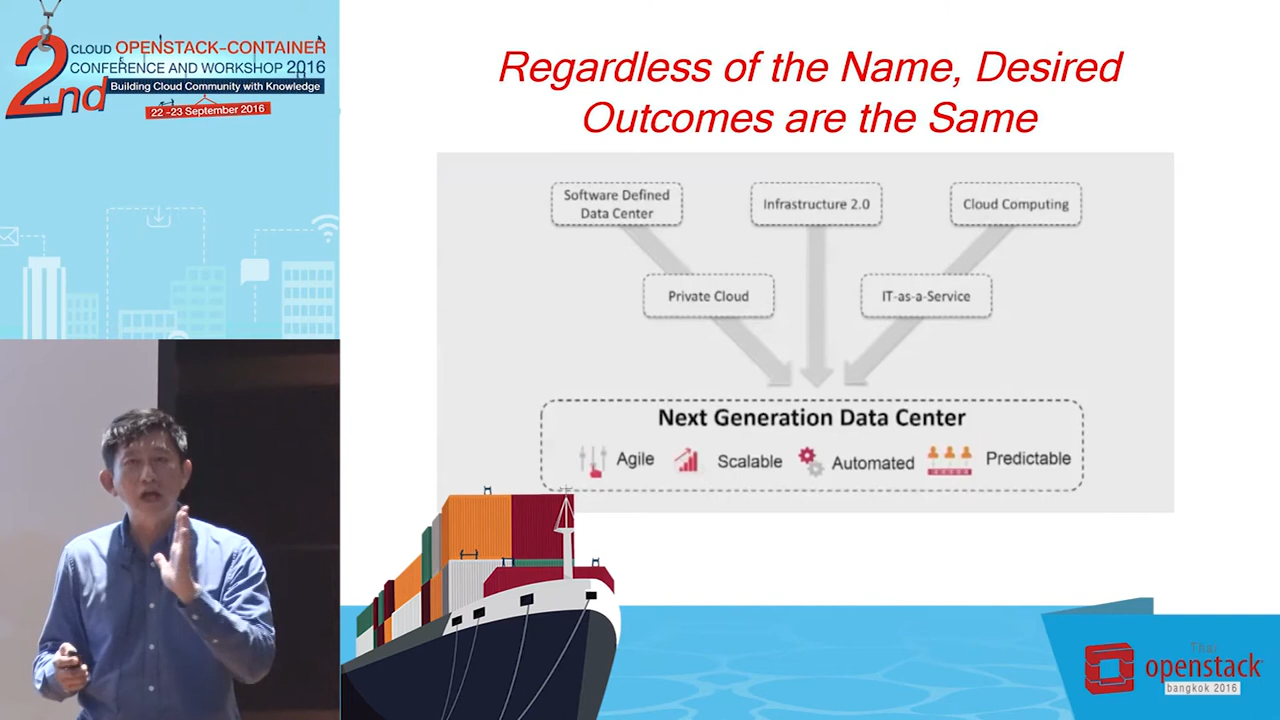 2nd
CLOUD OPENSTACK-CONTAINER
CONFERENCE AND WORKSHOP 2016
Building Cloud Community with Knowledge
22 -23 September 2016
Regardless of the Name, Desired
Outcomes are the Same
Software Defined
Data Center
Infrastructure 2.0
Cloud Computing
Private Cloud
IT-as-a-Service
Next Generation Data Center
Agile
Scalable
Automated
Predictable
Thai
openstack
bangkok 2016